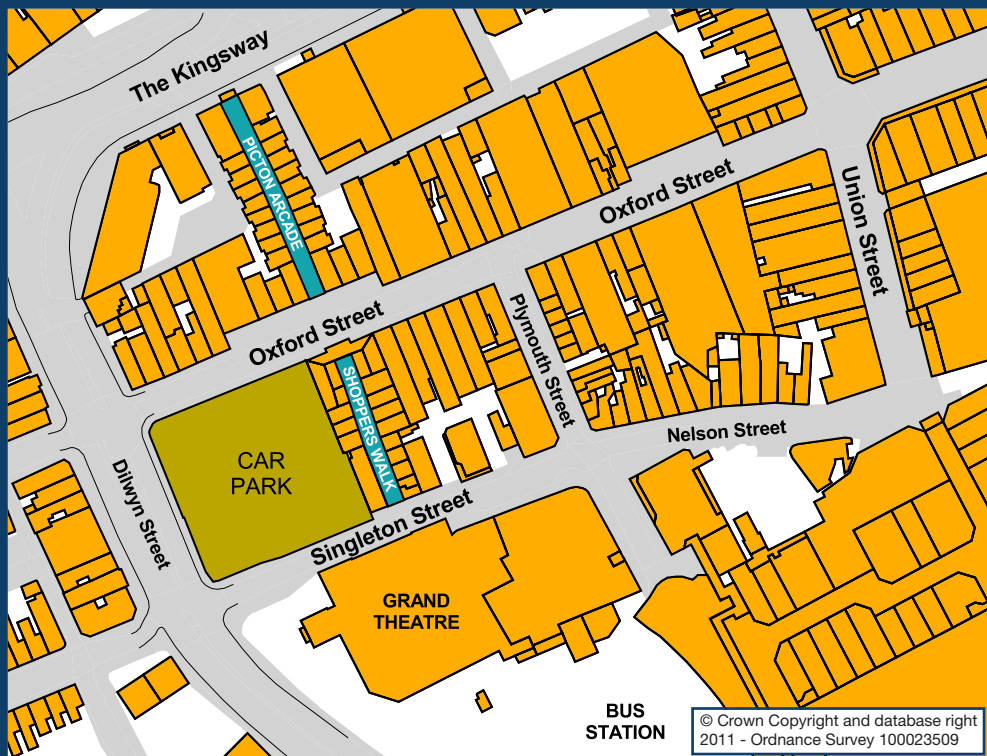 The Kingsway
PICTON ARCADE
Oxford Street
Union Street
Oxford Street
Plymouth Street
SHOPPERS WALK
Nelson Street
CAR
PARK
Dilwyn Street
Singleton Street
GRAND
THEATRE
BUS
STATION
© Crown Copyright and database right
2011 - Ordnance Survey 100023509